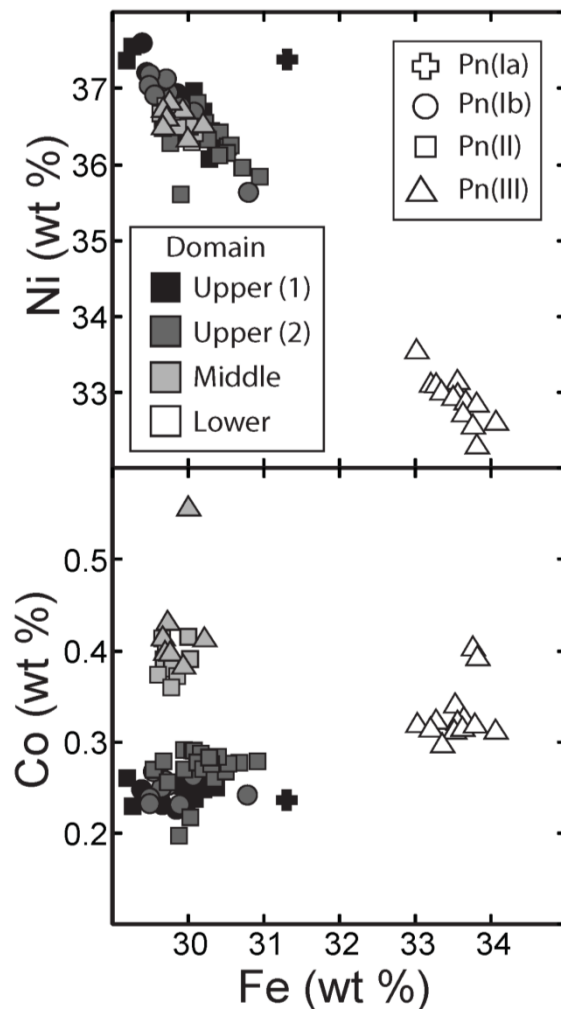 Ni (wt %)
37
36
35
34
33
Pn(Ia)
Pn(Ib)
Pn(II)
Pn(III)
Domain
Upper (1)
Upper (2)
Middle
Lower
Co (wt %)
0.5
0.4
0.3
0.2
30 31 32 33 34
Fe (wt %)